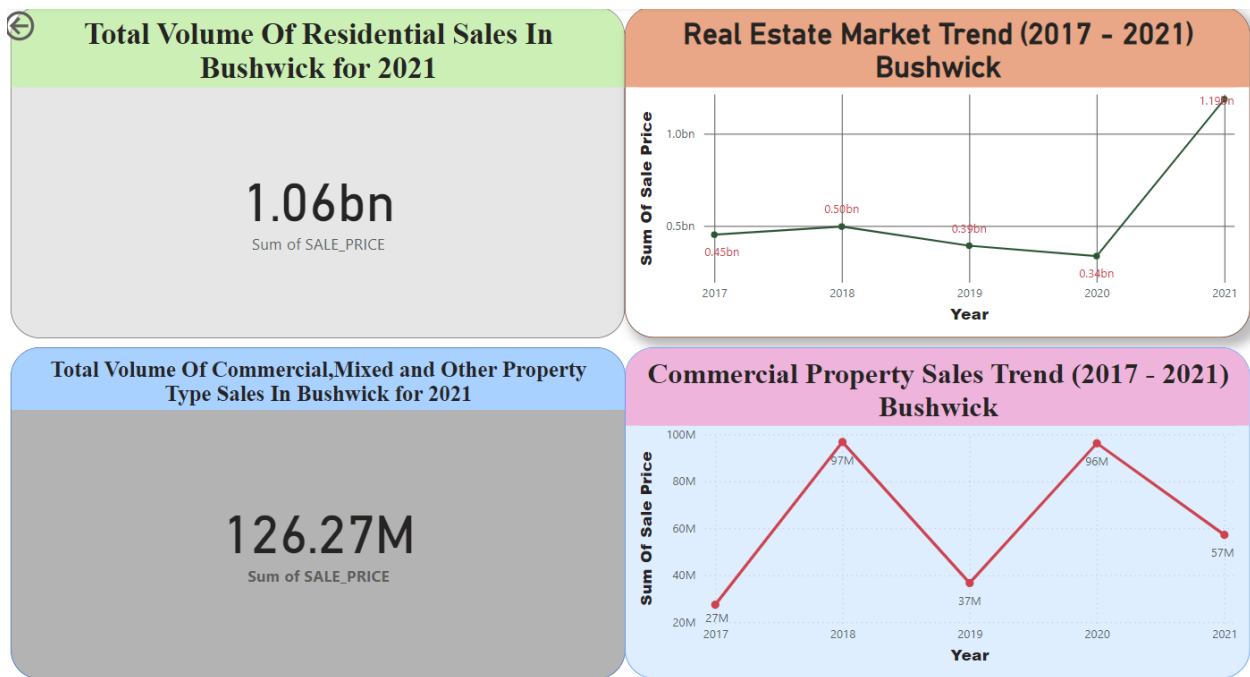 Total Volume Of Residential Sales In
Bushwick for 2021
1.06bn
Sum of SALE_PRICE
Real Estate Market Trend (2017 - 2021)
Bushwick
Sum Of Sale Price
1.0bn
0.5bn
0.45bn
0.50bn
0.39bn
0.34bn
1.19bn
2017
2018
2019
2020
2021
Year
Total Volume Of Commercial,Mixed and Other Property
Type Sales In Bushwick for 2021
126.27M
Sum of SALE_PRICE
Commercial Property Sales Trend (2017 - 2021)
Bushwick
Sum Of Sale Price
100M
80M
60M
40M
20M
27M
97M
37M
96M
57M
2017
2018
2019
2020
2021
Year